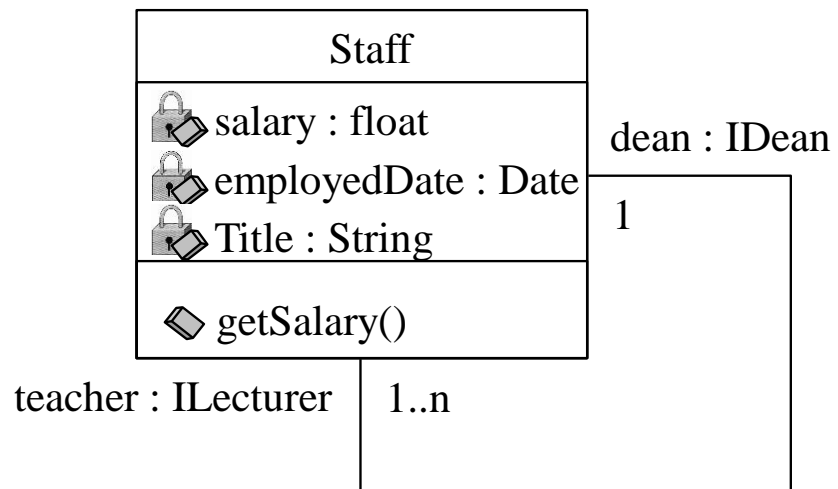 Staff
salary : float
employedDate : Date
Title : String
getSalary()
dean : IDean
1
teacher : ILecturer
1..n